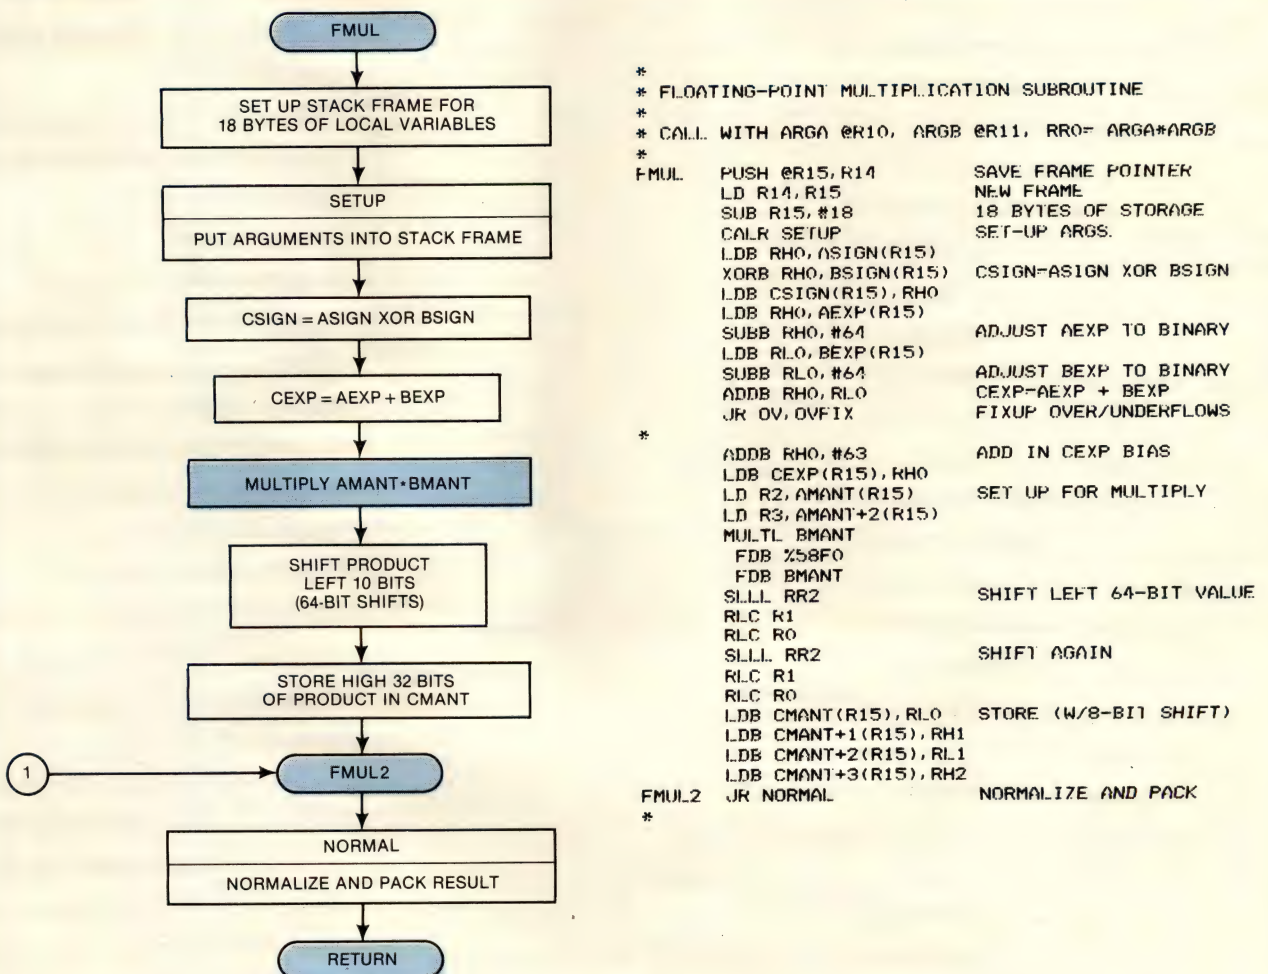 FMUL
SET UP STACK FRAME FOR
18 BYTES OF LOCAL VARIABLES
SETUP
PUT ARGUMENTS INTO STACK FRAME
CSIGN = ASIGN XOR BSIGN
CEXP = AEXP + BEXP
MULTIPLY AMANT*BMANT
SHIFT PRODUCT
LEFT 10 BITS
(64-BIT SHIFTS)
STORE HIGH 32 BITS
OF PRODUCT IN CMANT
1
FMUL2
NORMAL
NORMALIZE AND PACK RESULT
RETURN
*
* FLOATING-POINT MULTIPLICATION SUBROUTINE
*
* CALL WITH ARGA @R10, ARGB @R11, RR0= ARGA*ARGB
*
FMUL PUSH @R15,R14 SAVE FRAME POINTER
LD R14,R15 NEW FRAME
SUB R15,#18 18 BYTES OF STORAGE
CALR SETUP SET-UP ARGS.
LDB RH0,ASIGN(R15)
XORB RH0,BSIGN(R15) CSIGN=ASIGN XOR BSIGN
LDB CSIGN(R15),RH0
LDB RH0,AEXP(R15)
SUBB RH0,#64 ADJUST AEXP TO BINARY
LDB RL0,BEXP(R15)
SUBB RL0,#64 ADJUST BEXP TO BINARY
ADDB RH0,RL0 CEXP=AEXP + BEXP
JR OV,OVFIX FIXUP OVER/UNDERFLOWS
*
ADDB RH0,#63 ADD IN CEXP BIAS
LDB CEXP(R15),RH0
LD R2,AMANT(R15) SET UP FOR MULTIPLY
LD R3,AMANT+2(R15)
MULTL BMANT
FDB %58F0
FDB BMANT
SLLL RR2 SHIFT LEFT 64-BIT VALUE
RLC R1
RLC R0
SLLL RR2 SHIFT AGAIN
RLC R1
RLC R0
LDB CMANT(R15),RL0 STORE (W/8-BIT SHIFT)
LDB CMANT+1(R15),RH1
LDB CMANT+2(R15),RL1
LDB CMANT+3(R15),RH2
FMUL2 JR NORMAL NORMALIZE AND PACK
*